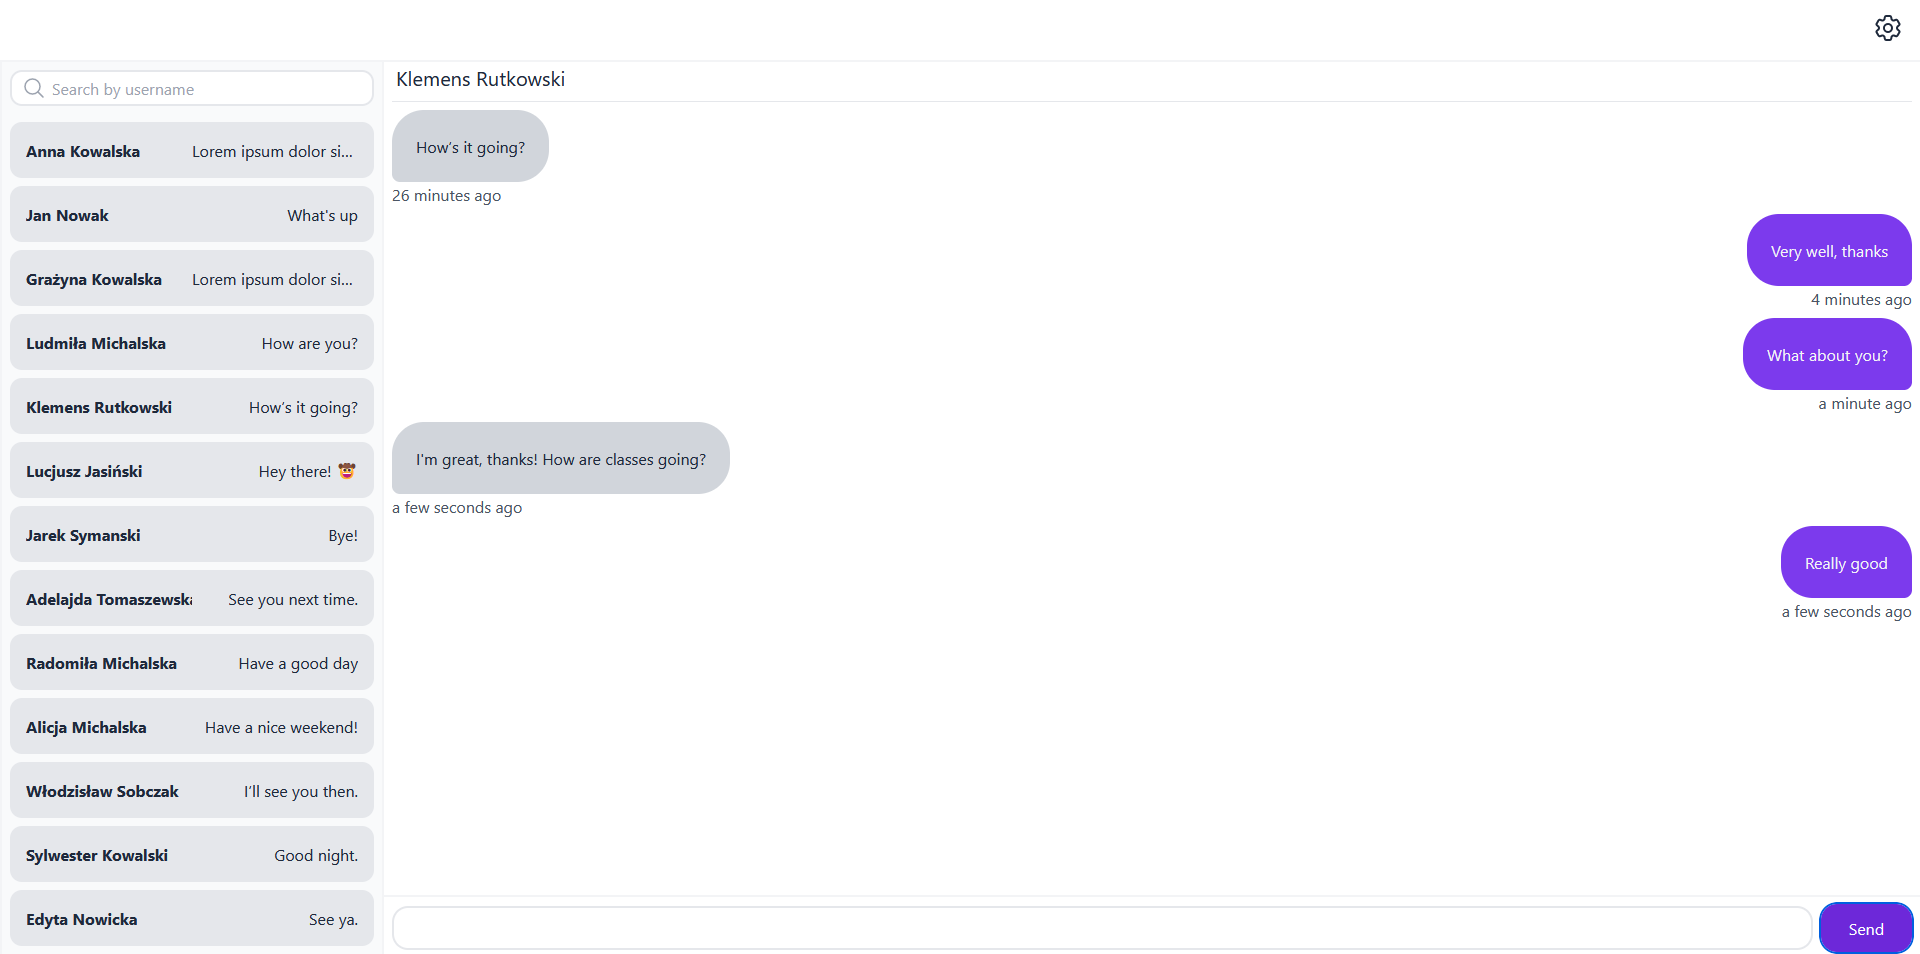 Search by username
Anna Kowalska Lorem ipsum dolor si...
Jan Nowak What's up
Grażyna Kowalska Lorem ipsum dolor si...
Ludmiła Michalska How are you?
Klemens Rutkowski How's it going?
Lucjusz Jasiński Hey there! 🤠
Jarek Symanski Bye!
Adelajda Tomaszewska See you next time.
Radomiła Michalska Have a good day
Alicja Michalska Have a nice weekend!
Włodzisław Sobczak I'll see you then.
Sylwester Kowalski Good night.
Edyta Nowicka See ya.
Klemens Rutkowski
How's it going?
26 minutes ago
Very well, thanks
4 minutes ago
What about you?
a minute ago
I'm great, thanks! How are classes going?
a few seconds ago
Really good
a few seconds ago
Send